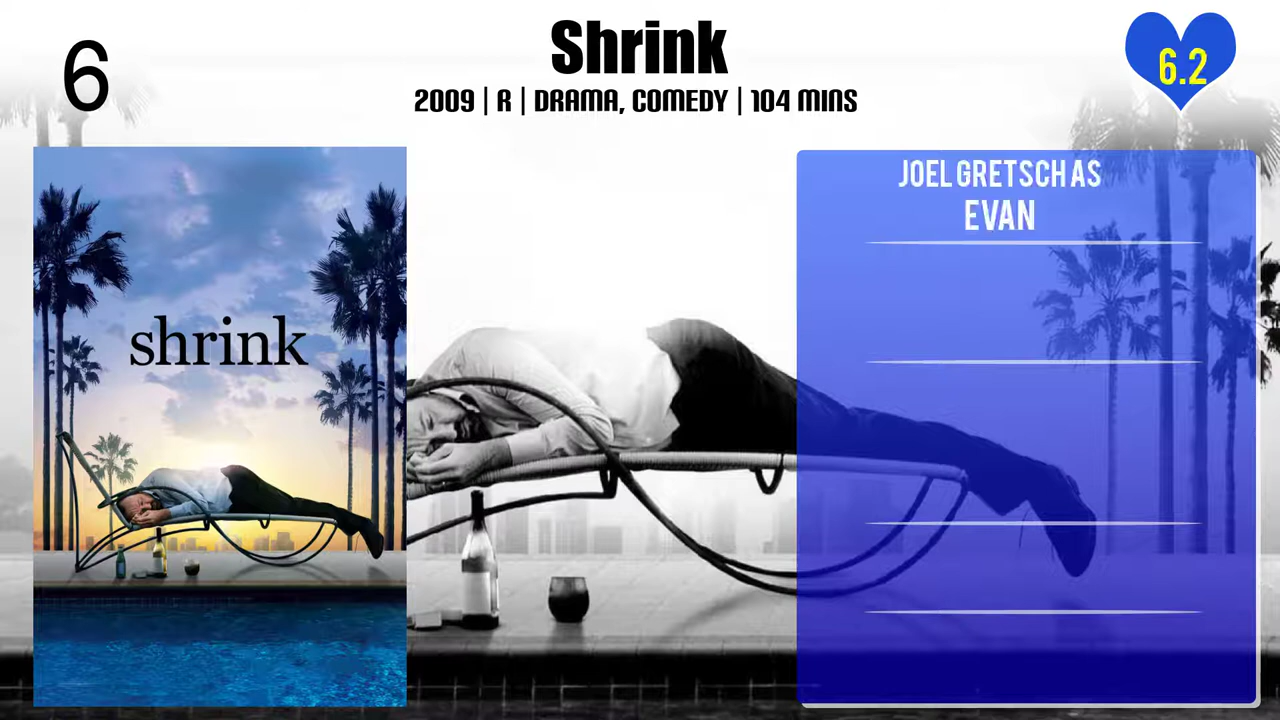 6
Shrink
2009 | R | DRAMA, COMEDY | 104 MINS
6.2
shrink
JOEL GRETSCH AS
EVAN